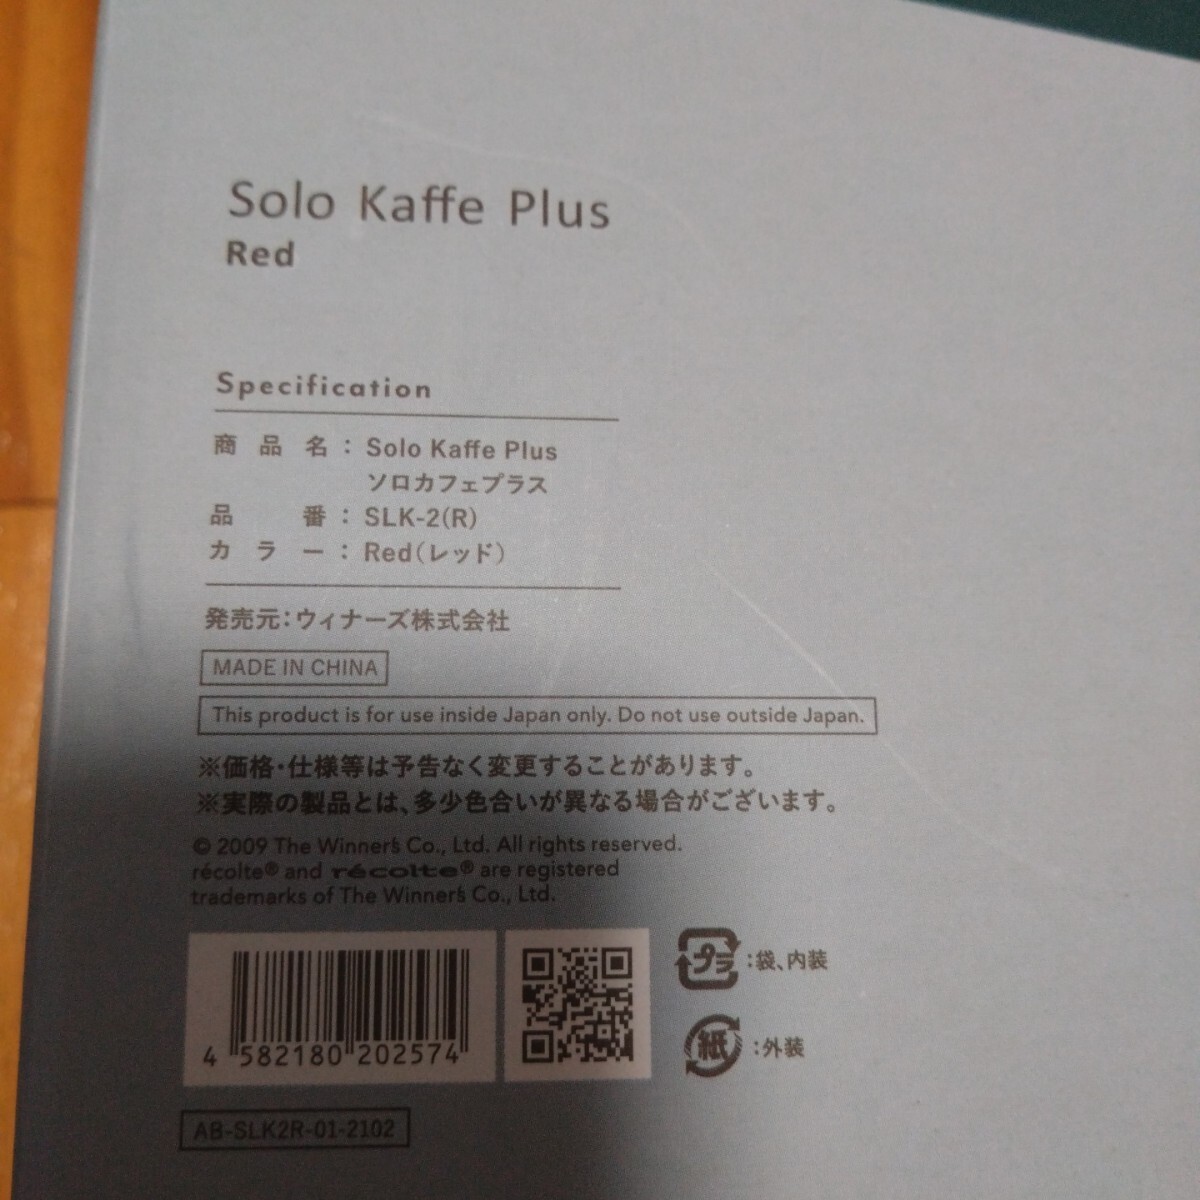 Solo Kaffe Plus
Red
Specification
商品名：Solo Kaffe Plus
ソロカフェプラス
品番：SLK-2(R)
カラー：Red（レッド）
発売元：ウィナーズ株式会社
MADE IN CHINA
This product is for use inside Japan only. Do not use outside Japan.
※価格・仕様等は予告なく変更することがあります。
※実際の製品とは、多少色合いが異なる場合がございます。
© 2009 The Winner's Co., Ltd. All rights reserved.
récolte® and récolte® are registered
trademarks of The Winner's Co., Ltd.
4 582180 202574
プラ：袋、内装
紙：外装
AB-SLK2R-01-2102